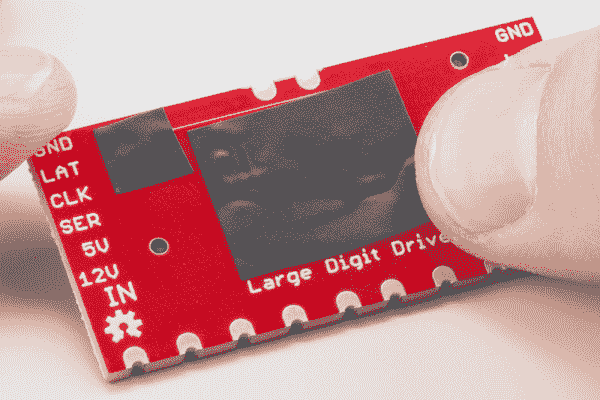 GND
GND
LAT
CLK
SER
5V
12V
IN
Large Digit Drive